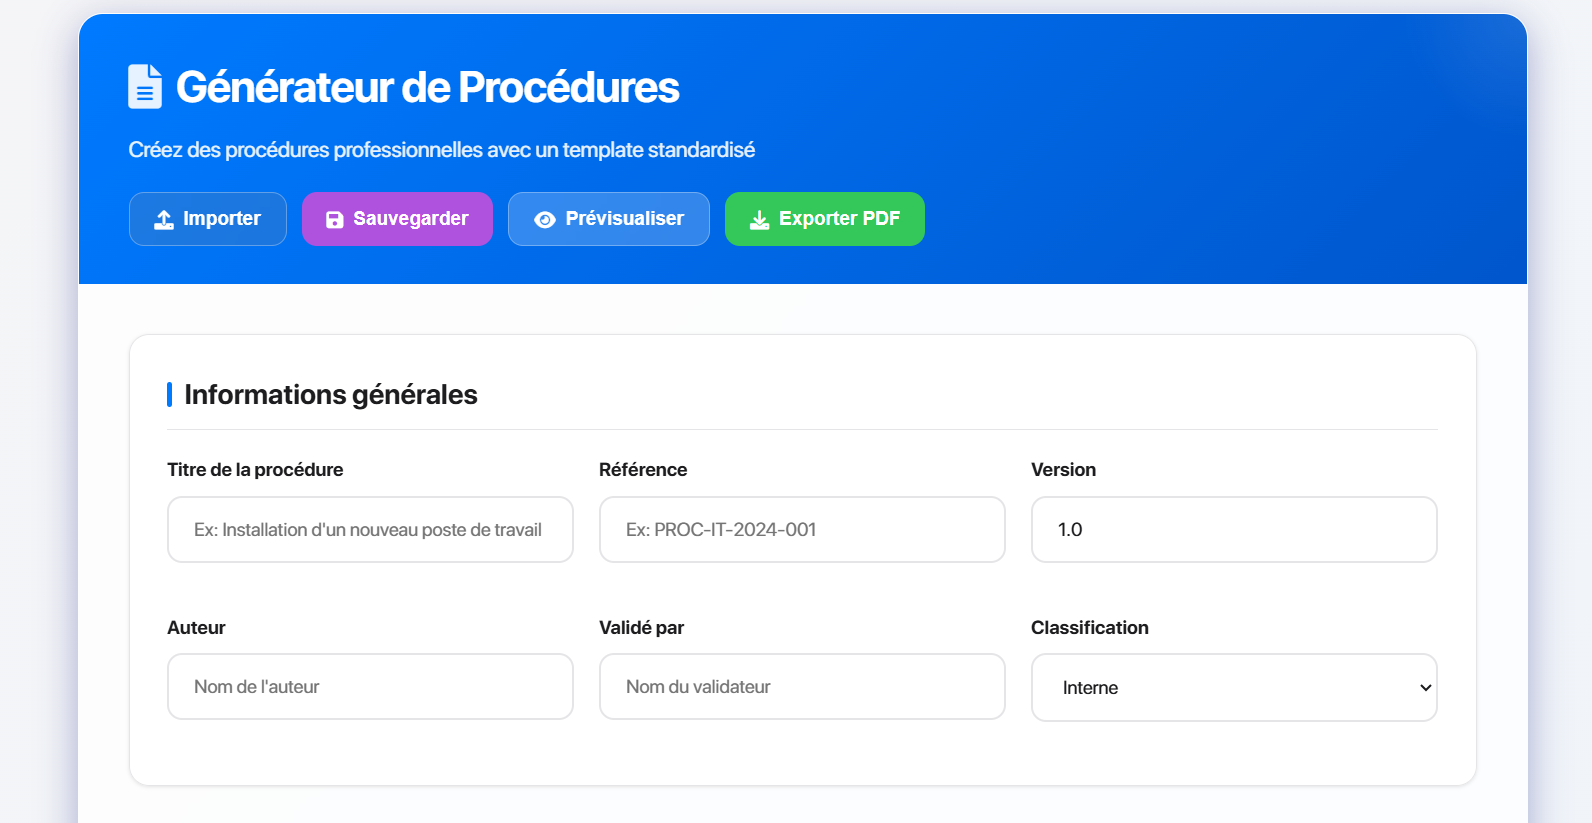 Générateur de Procédures
Créez des procédures professionnelles avec un template standardisé
Importer Sauvegarder Prévisualiser Exporter PDF
Informations générales
Titre de la procédure Référence Version
Ex: Installation d'un nouveau poste de travail Ex: PROC-IT-2024-001 1.0
Auteur Validé par Classification
Nom de l'auteur Nom du validateur Interne